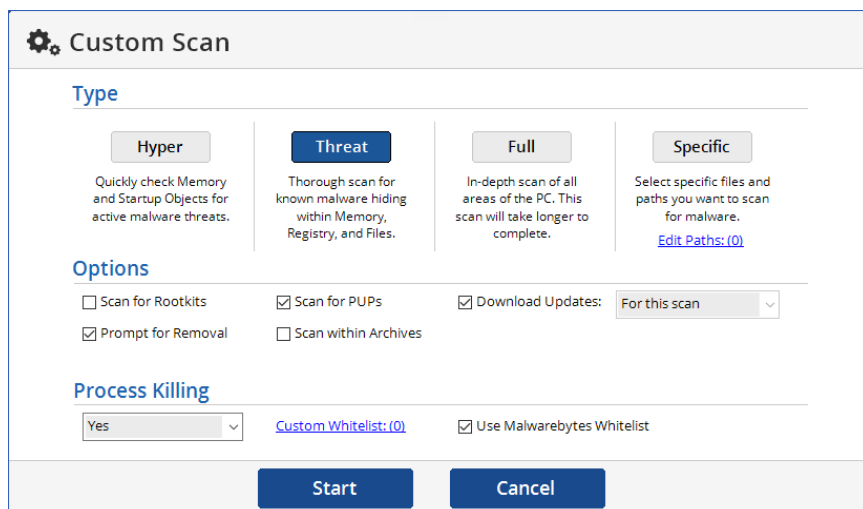 Custom Scan
Type
Hyper
Threat
Full
Specific
Quickly check Memory
and Startup Objects for
active malware threats.
Thorough scan for
known malware hiding
within Memory,
Registry, and Files.
In-depth scan of all
areas of the PC. This
scan will take longer to
complete.
Select specific files and
paths you want to scan
for malware.
Edit Paths: (0)
Options
Scan for Rootkits
Scan for PUPs
Download Updates:
For this scan
Prompt for Removal
Scan within Archives
Process Killing
Yes
Custom Whitelist: (0)
Use Malwarebytes Whitelist
Start
Cancel